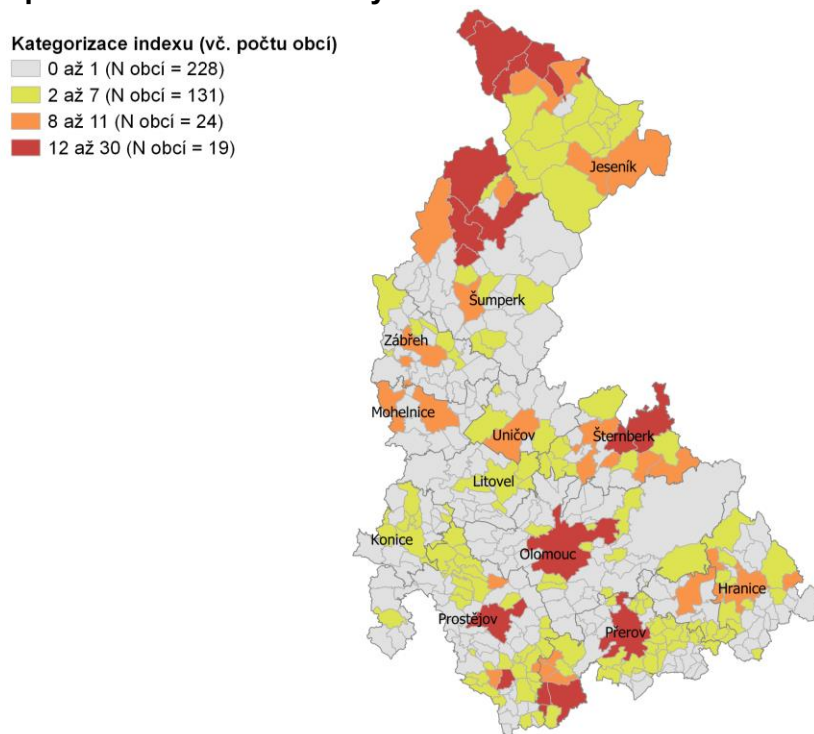 Kategorizace indexu (vč. počtu obcí)
0 až 1 (N obcí = 228)
2 až 7 (N obcí = 131)
8 až 11 (N obcí = 24)
12 až 30 (N obcí = 19)
Jeseník
Šumperk
Zábřeh
Mohelnice
Uničov
Šternberk
Litovel
Konice
Olomouc
Hranice
Prostějov
Přerov